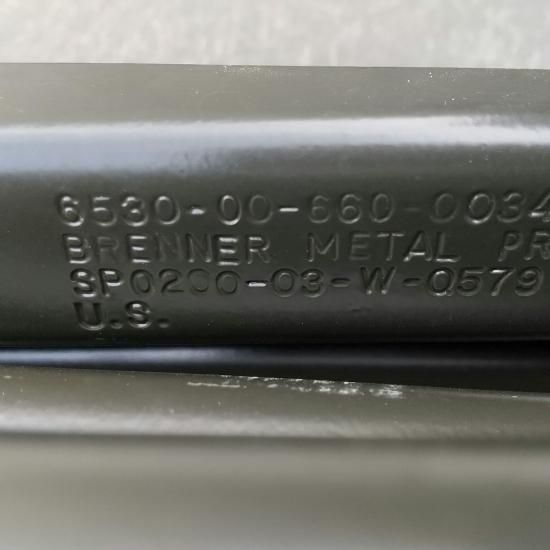 6530-00-660-0034
BRENNER METAL PR
SP0200-03-W-0579
U.S.